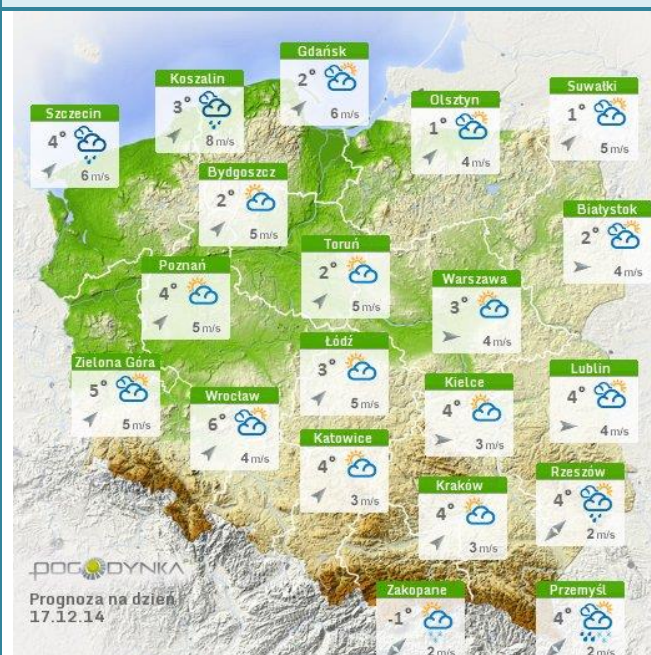 Gdańsk
2°
6 m/s
Koszalin
3°
8 m/s
Suwałki
1°
5 m/s
Olsztyn
1°
4 m/s
Szczecin
4°
6 m/s
Bydgoszcz
2°
5 m/s
Białystok
2°
4 m/s
Toruń
2°
5 m/s
Poznań
4°
5 m/s
Warszawa
3°
4 m/s
Łódź
3°
5 m/s
Zielona Góra
5°
5 m/s
Lublin
4°
4 m/s
Kielce
4°
3 m/s
Wrocław
6°
4 m/s
Katowice
4°
3 m/s
Rzeszów
4°
2 m/s
Kraków
4°
3 m/s
POGODYNKA
Prognoza na dzień
17.12.14
Zakopane
-1°
2 m/s
Przemyśl
4°
2 m/s